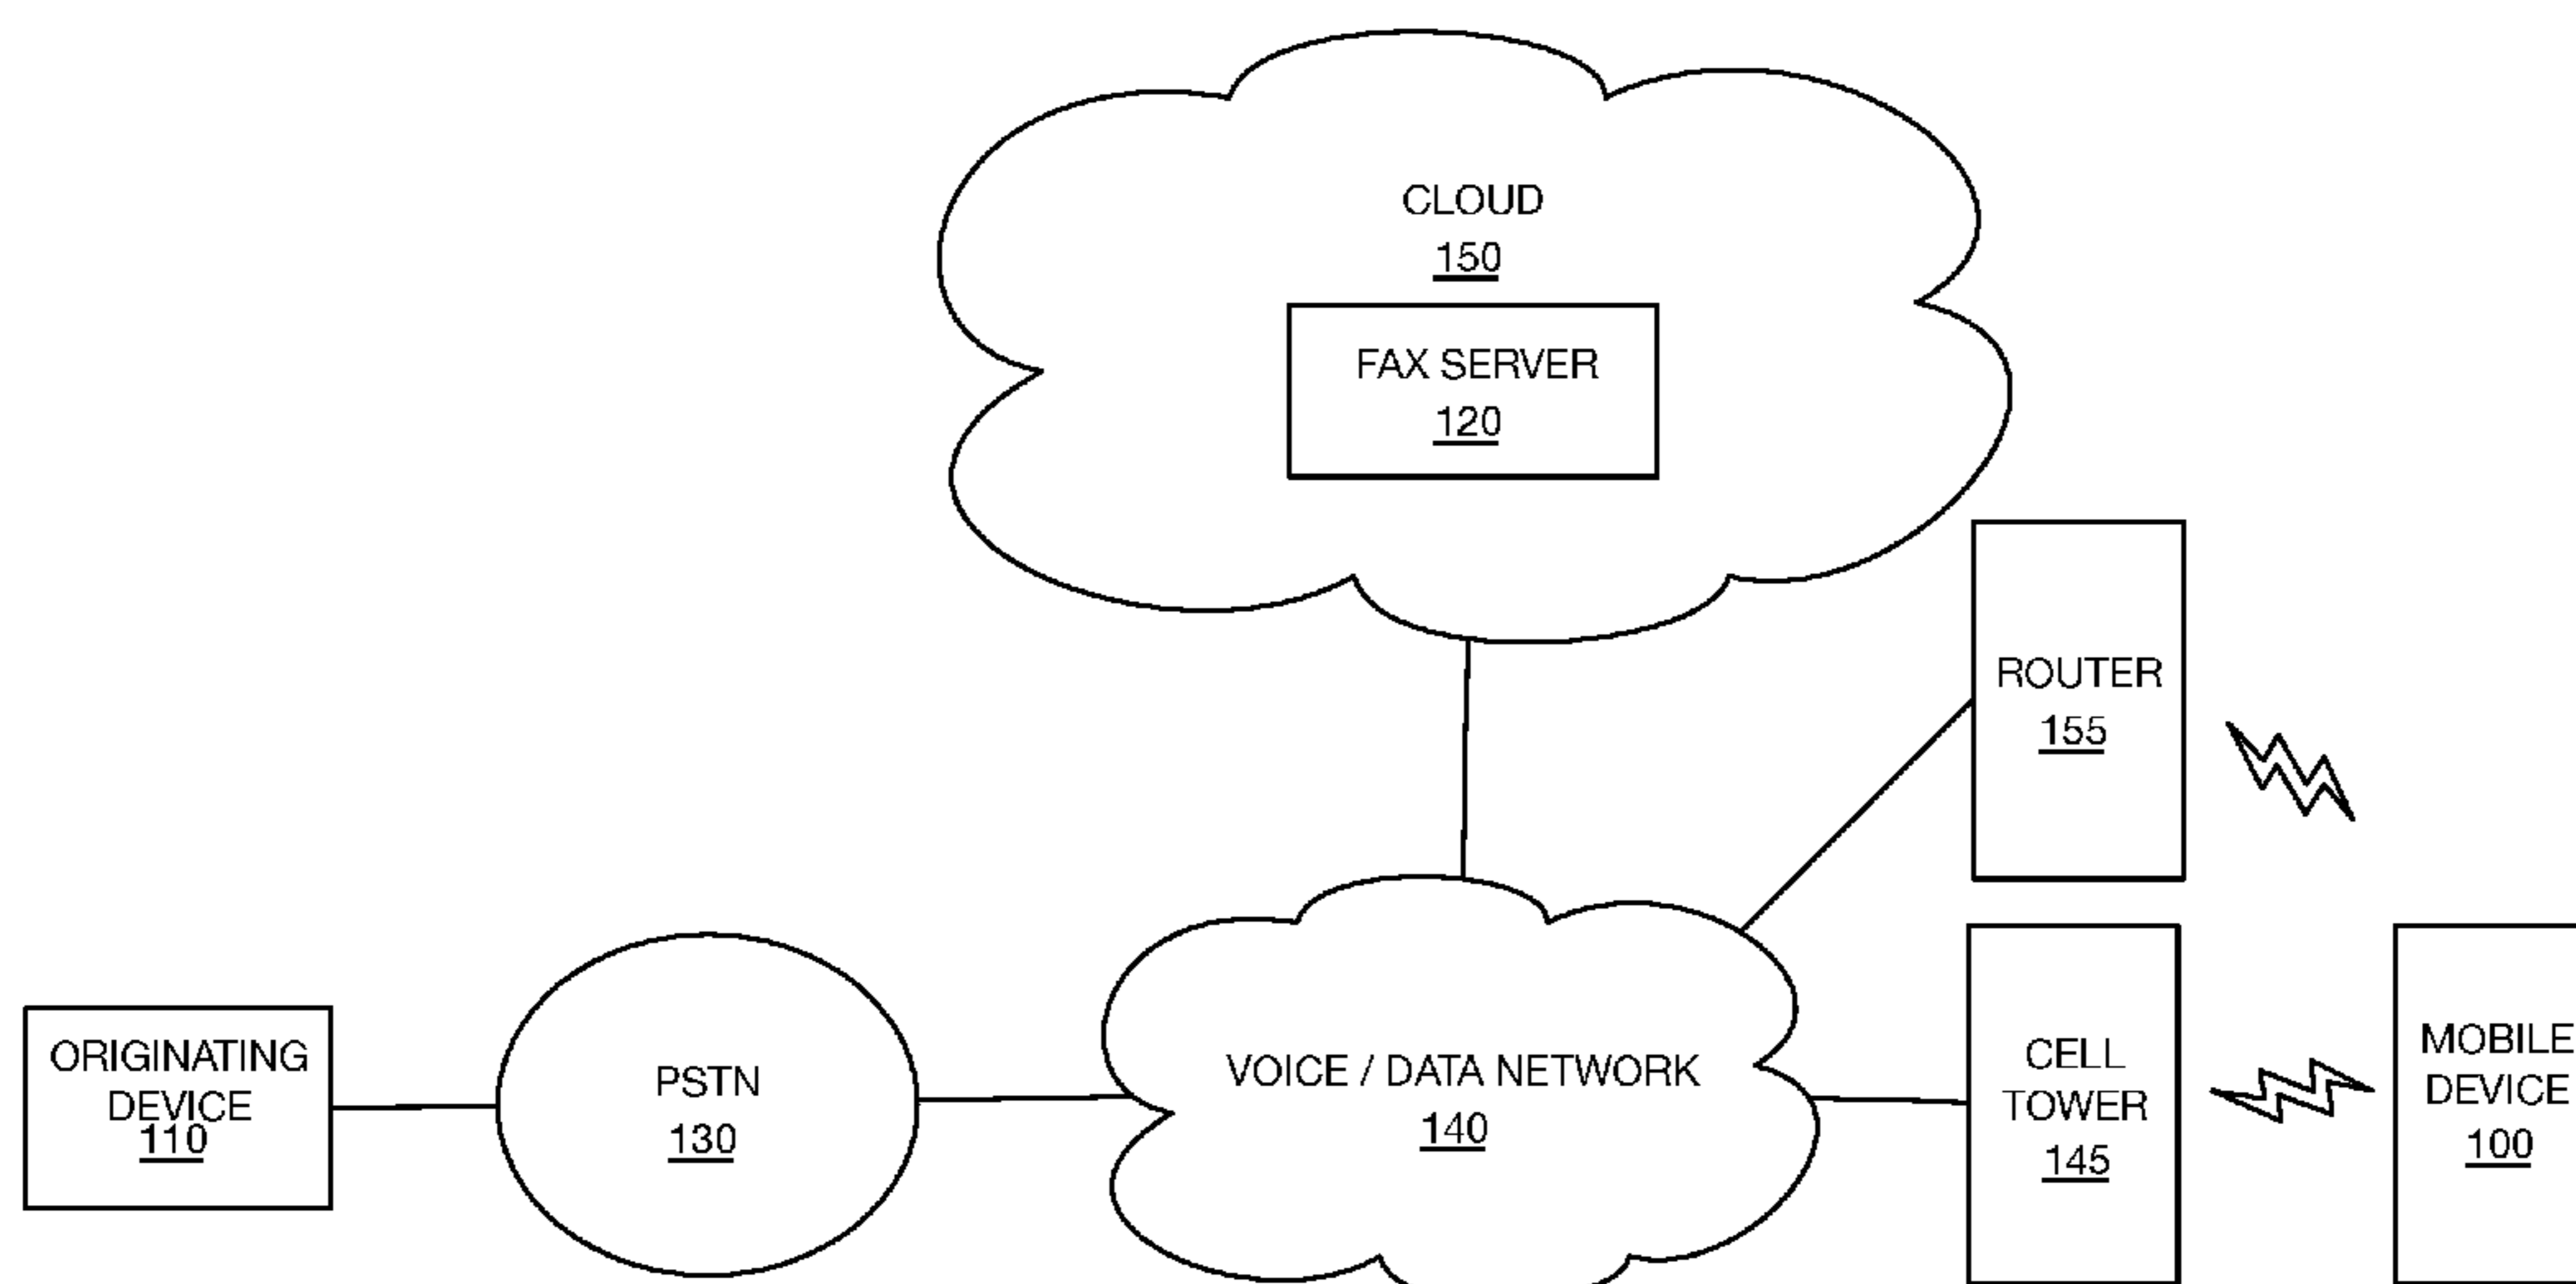 CLOUD
150
FAX SERVER
120
ROUTER
155
ORIGINATING
DEVICE
110
PSTN
130
VOICE / DATA NETWORK
140
CELL
TOWER
145
MOBILE
DEVICE
100